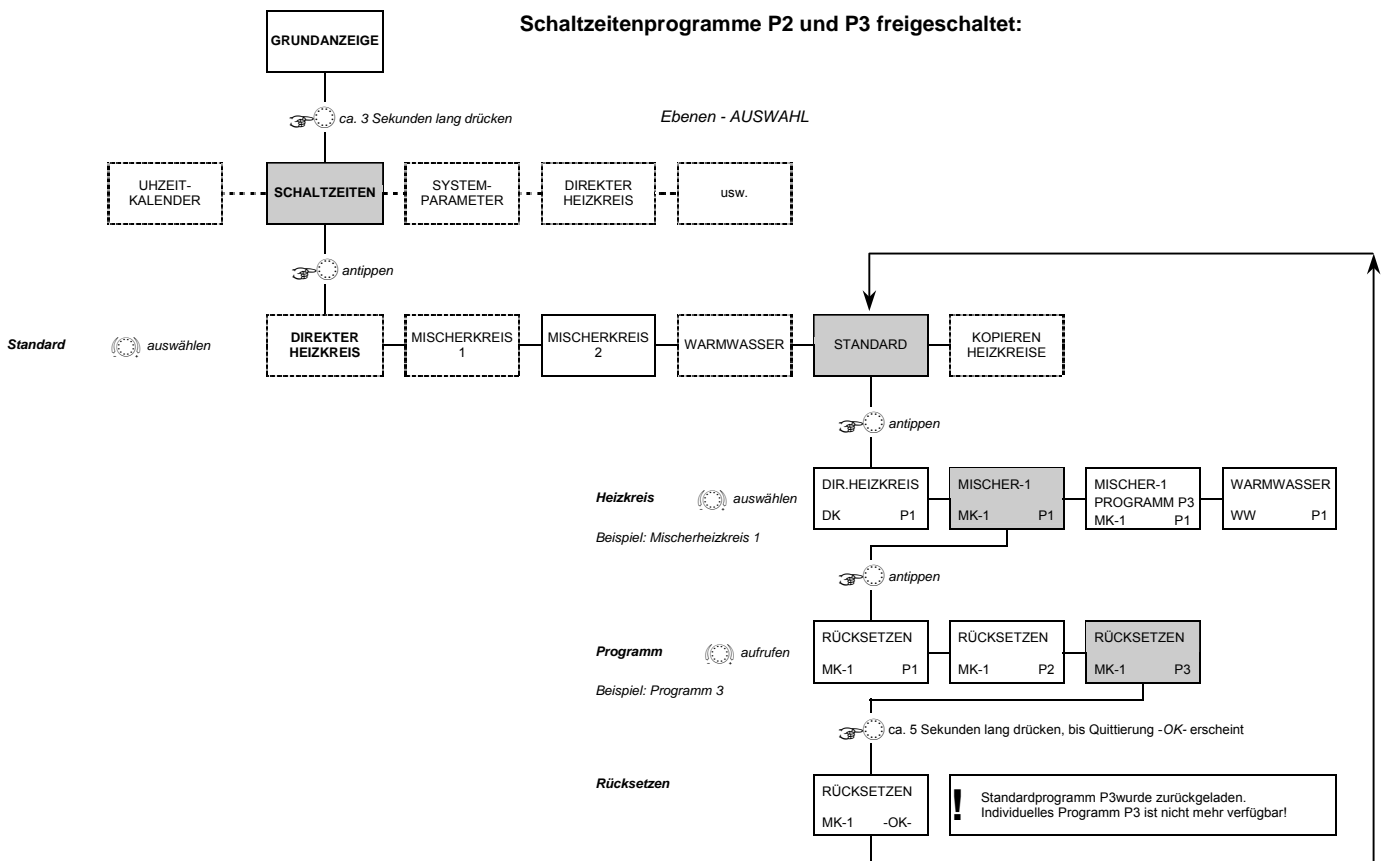 Schaltzeitenprogramme P2 und P3 freigeschaltet:
GRUNDANZEIGE
ca. 3 Sekunden lang drücken
Ebenen - AUSWAHL
UHZEIT-
KALENDER
SCHALTZEITEN
SYSTEM-
PARAMETER
DIREKTER
HEIZKREIS
usw.
antippen
Standard
auswählen
DIREKTER
HEIZKREIS
MISCHERKREIS
1
MISCHERKREIS
2
WARMWASSER
STANDARD
KOPIEREN
HEIZKREISE
antippen
Heizkreis
auswählen
Beispiel: Mischerheizkreis 1
DIR.HEIZKREIS
DK P1
MISCHER-1
MK-1 P1
MISCHER-1
PROGRAMM P3
MK-1 P1
WARMWASSER
WW P1
antippen
Programm
aufrufen
Beispiel: Programm 3
RÜCKSETZEN
MK-1 P1
RÜCKSETZEN
MK-1 P2
RÜCKSETZEN
MK-1 P3
ca. 5 Sekunden lang drücken, bis Quittierung -OK- erscheint
Rücksetzen
RÜCKSETZEN
MK-1 -OK-
! Standardprogramm P3wurde zurückgeladen.
Individuelles Programm P3 ist nicht mehr verfügbar!